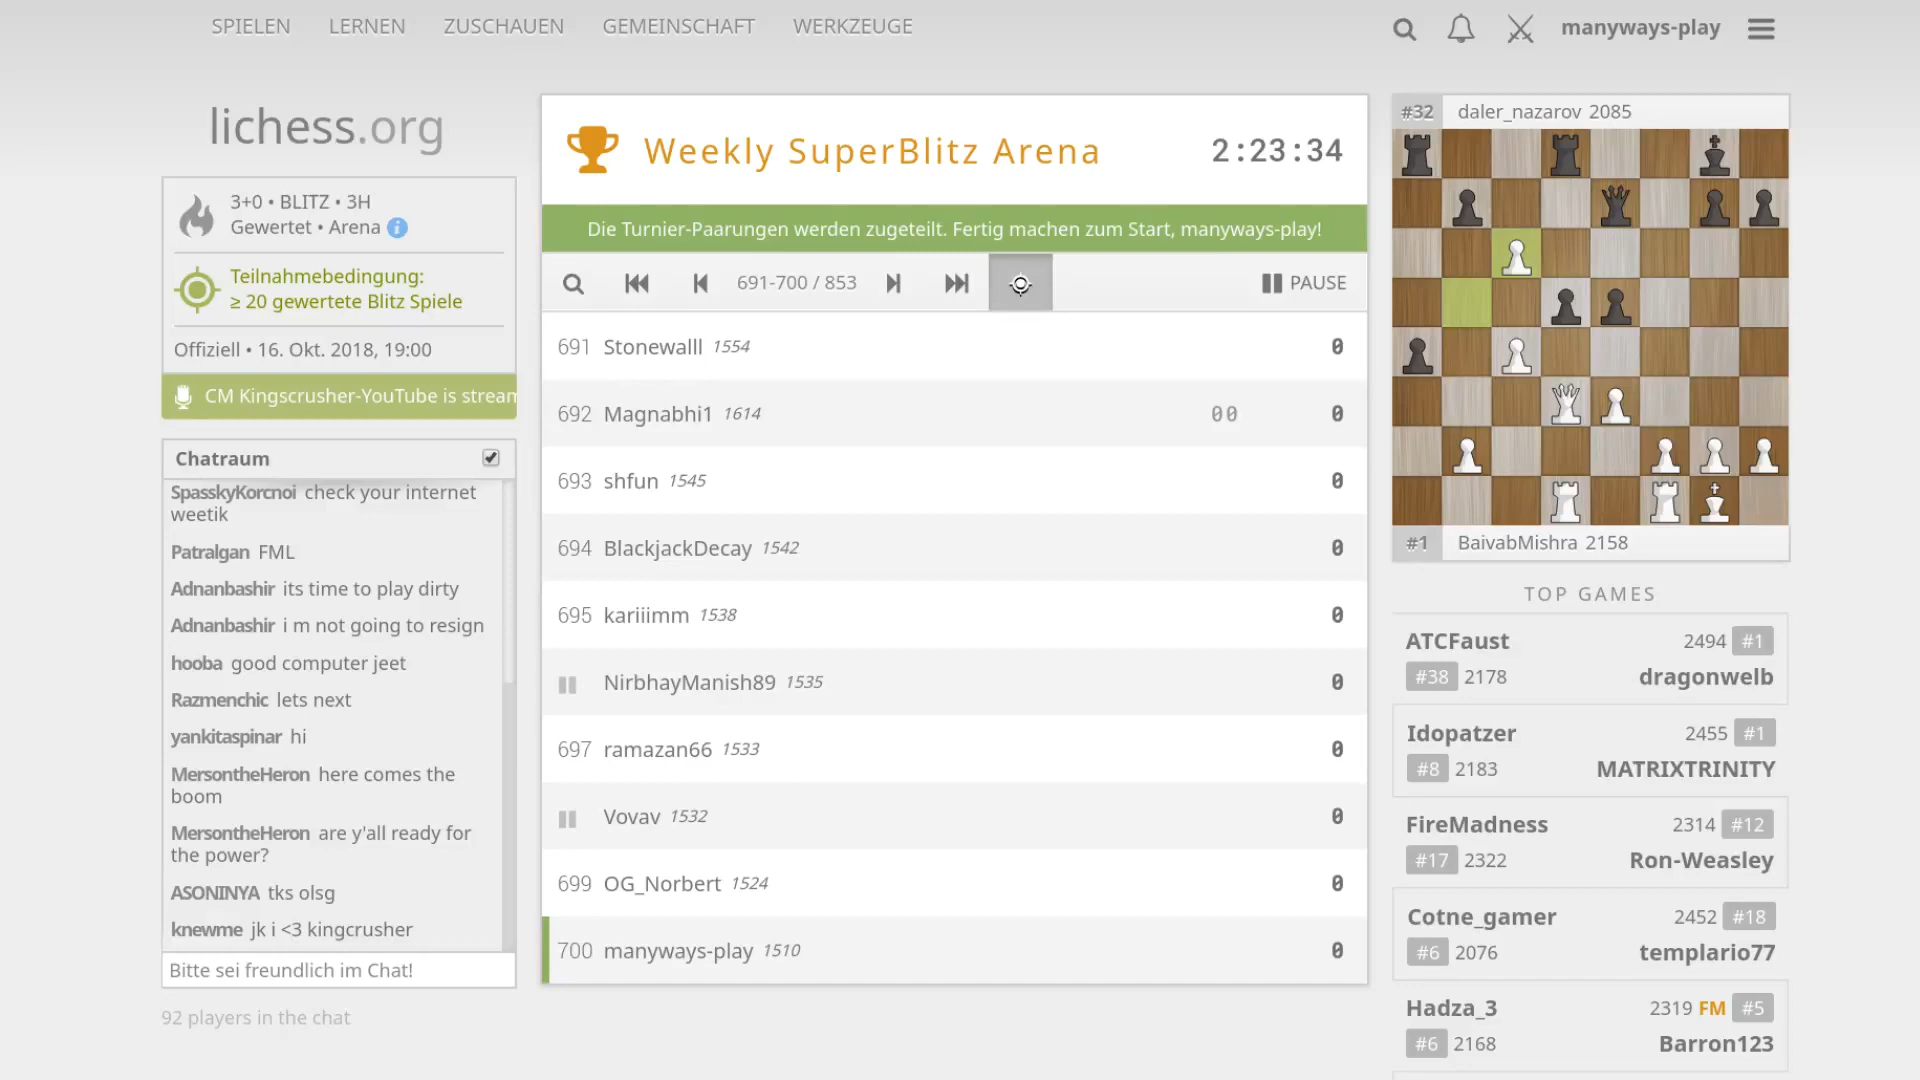 SPIELEN LERNEN ZUSCHAUEN GEMEINSCHAFT WERKZEUGE manyways-play
lichess.org
3+0 • BLITZ • 3H
Gewertet • Arena
Teilnahmebedingung:
≥ 20 gewertete Blitz Spiele
Offiziell • 16. Okt. 2018, 19:00
CM Kingscrusher-YouTube is stream
Chatraum
SpasskyKorcnoi check your internet
weetik
Patralgan FML
Adnanbashir its time to play dirty
Adnanbashir i m not going to resign
hooba good computer jeet
Razmenchic lets next
yankitaspinar hi
MersontheHeron here comes the
boom
MersontheHeron are y'all ready for
the power?
ASONINYA tks olsg
knewme jk i <3 kingcrusher
Bitte sei freundlich im Chat!
92 players in the chat
Weekly SuperBlitz Arena 2:23:34
Die Turnier-Paarungen werden zugeteilt. Fertig machen zum Start, manyways-play!
691-700 / 853 PAUSE
691 Stonewalll 1554 0
692 Magnabhi1 1614 00 0
693 shfun 1545 0
694 BlackjackDecay 1542 0
695 kariiimm 1538 0
NirbhayManish89 1535 0
697 ramazan66 1533 0
Vovav 1532 0
699 OG_Norbert 1524 0
700 manyways-play 1510 0
#32 daler_nazarov 2085
#1 BaivabMishra 2158
TOP GAMES
ATCFaust 2494 #1
#38 2178 dragonwelb
Idopatzer 2455 #1
#8 2183 MATRIXTRINITY
FireMadness 2314 #12
#17 2322 Ron-Weasley
Cotne_gamer 2452 #18
#6 2076 templario77
Hadza_3 2319 FM #5
#6 2168 Barron123